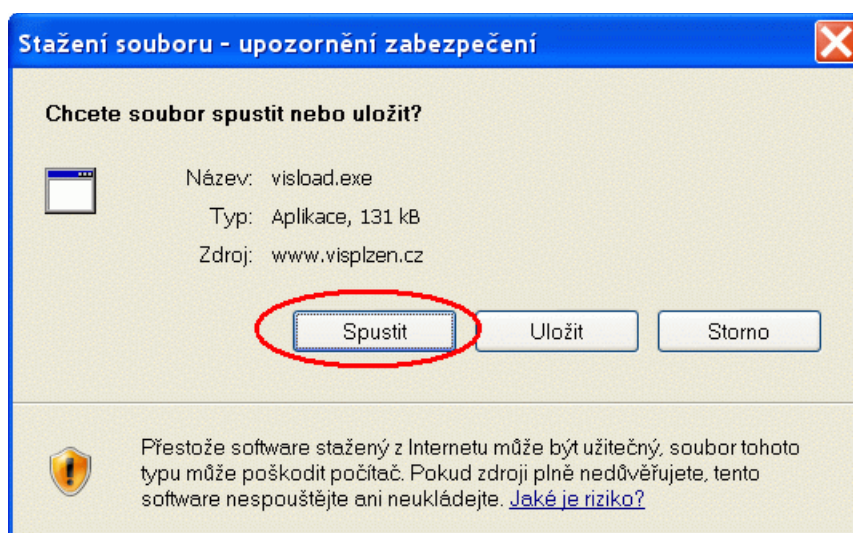 Stažení souboru - upozornění zabezpečení
Chcete soubor spustit nebo uložit?
Název: visload.exe
Typ: Aplikace, 131 kB
Zdroj: www.visplzen.cz
Spustit Uložit Storno
Přestože software stažený z Internetu může být užitečný, soubor tohoto
typu může poškodit počítač. Pokud zdroji plně nedůvěřujete, tento
software nespouštějte ani neukládejte. Jaké je riziko?